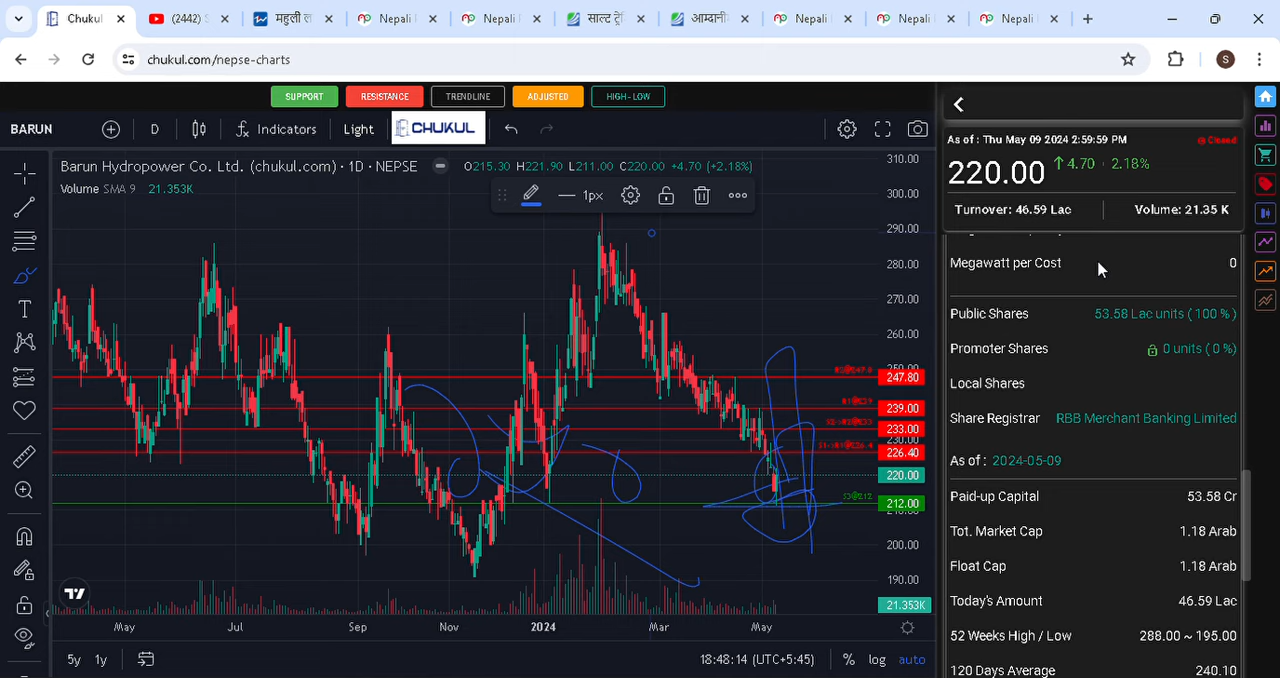 Chukul
(2442) S
महुली ल
Nepali
Nepali
साल्ट ट्रे
आम्दानी
Nepali
Nepali
Nepali
chukul.com/nepse-charts
S
SUPPORT
RESISTANCE
TRENDLINE
ADJUSTED
HIGH-LOW
BARUN
D
Indicators
Light
CHUKUL
Barun Hydropower Co. Ltd. (chukul.com) · 1D · NEPSE
O215.30 H221.90 L211.00 C220.00 +4.70 (+2.18%)
Volume SMA 9 21.353K
1px
310.00
300.00
290.00
280.00
270.00
260.00
250.00
247.80
239.00
233.00
230.00
226.40
220.00
S3@212
212.00
210.00
200.00
190.00
21.353K
May
Jul
Sep
Nov
2024
Mar
May
5y
1y
18:48:14 (UTC+5:45)
%
log
auto
As of : Thu May 09 2024 2:59:59 PM
Closed
220.00
4.70
2.18%
Turnover: 46.59 Lac
Volume: 21.35 K
Megawatt per Cost 0
Public Shares 53.58 Lac units ( 100 % )
Promoter Shares 0 units ( 0 %)
Local Shares
Share Registrar RBB Merchant Banking Limited
As of : 2024-05-09
Paid-up Capital 53.58 Cr
Tot. Market Cap 1.18 Arab
Float Cap 1.18 Arab
Today's Amount 46.59 Lac
52 Weeks High / Low 288.00 ~ 195.00
120 Days Average 240.10